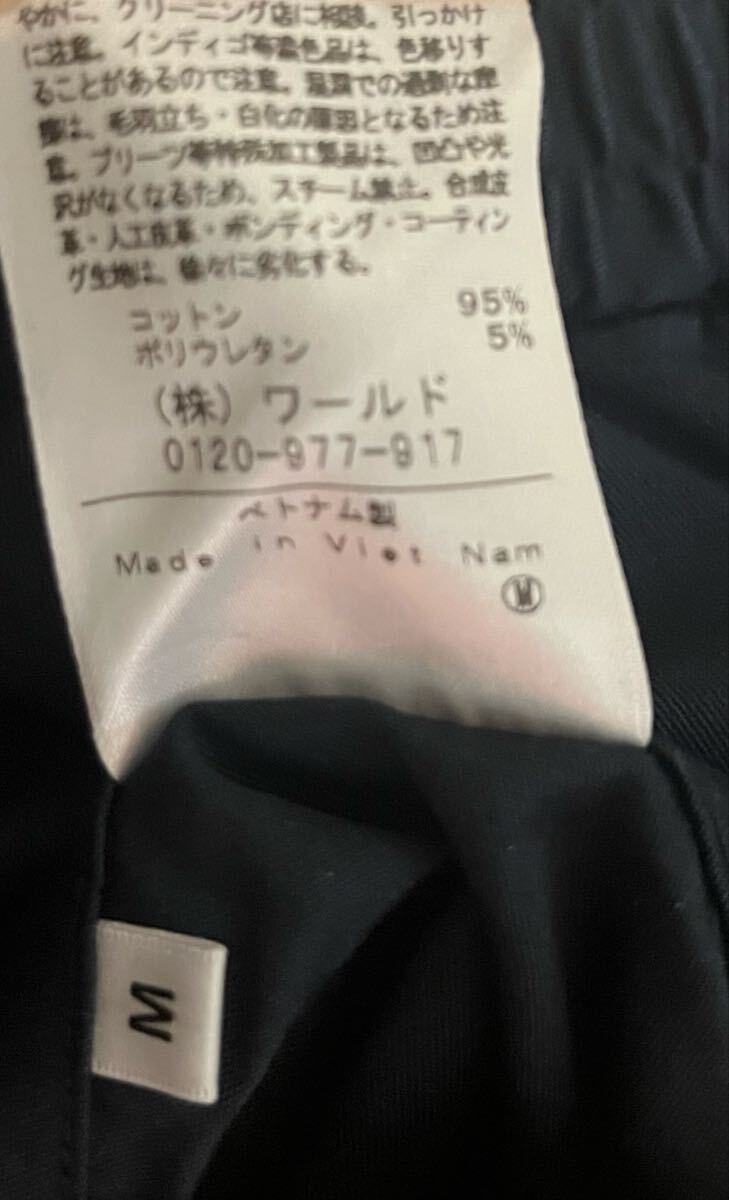 やかに、クリーニング店に相談。引っかけ
に注意。インディゴ等濃色品は、色移りす
ることがあるので注意。湿潤での過剰な摩
擦は、毛羽立ち・白化の原因となるため注
意。プリーツ等特殊加工製品は、凹凸や光
沢がなくなるため、スチーム禁止。合成皮
革・人工皮革・ボンディング・コーティン
グ生地は、徐々に劣化する。
コットン 95%
ポリウレタン 5%
(株)ワールド
0120-977-917
ベトナム製
Made in Viet Nam
Ⓜ
M